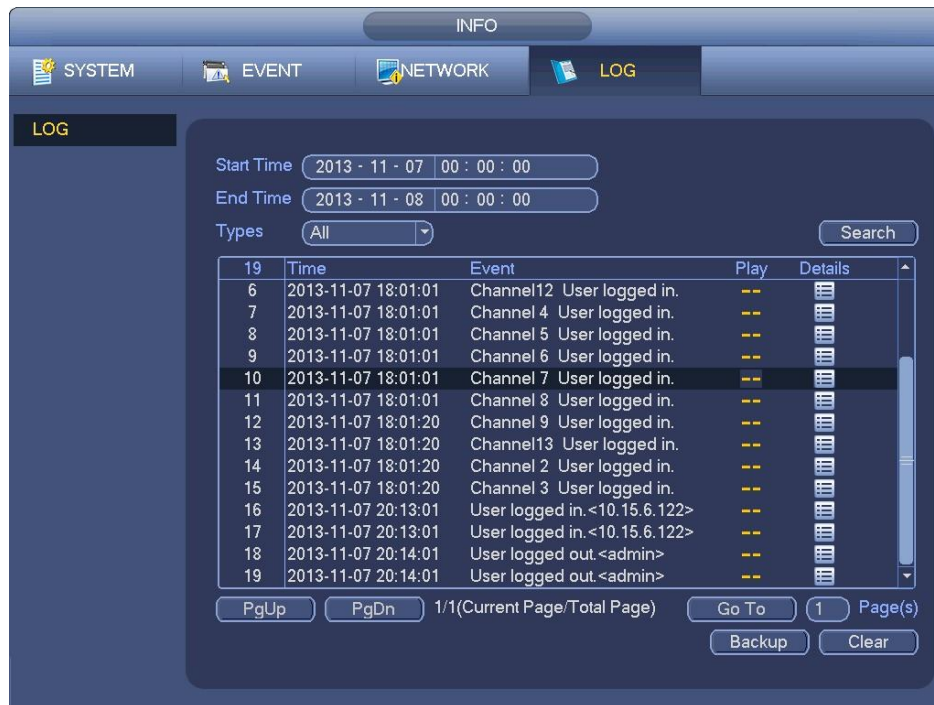 INFO
SYSTEM EVENT NETWORK LOG
LOG
Start Time 2013 - 11 - 07 00 : 00 : 00
End Time 2013 - 11 - 08 00 : 00 : 00
Types All Search
19 Time Event Play Details
6 2013-11-07 18:01:01 Channel12 User logged in. --
7 2013-11-07 18:01:01 Channel 4 User logged in. --
8 2013-11-07 18:01:01 Channel 5 User logged in. --
9 2013-11-07 18:01:01 Channel 6 User logged in. --
10 2013-11-07 18:01:01 Channel 7 User logged in. --
11 2013-11-07 18:01:01 Channel 8 User logged in. --
12 2013-11-07 18:01:20 Channel 9 User logged in. --
13 2013-11-07 18:01:20 Channel13 User logged in. --
14 2013-11-07 18:01:20 Channel 2 User logged in. --
15 2013-11-07 18:01:20 Channel 3 User logged in. --
16 2013-11-07 20:13:01 User logged in.<10.15.6.122> --
17 2013-11-07 20:13:01 User logged in.<10.15.6.122> --
18 2013-11-07 20:14:01 User logged out.<admin> --
19 2013-11-07 20:14:01 User logged out.<admin> --
PgUp PgDn 1/1(Current Page/Total Page) Go To 1 Page(s)
Backup Clear